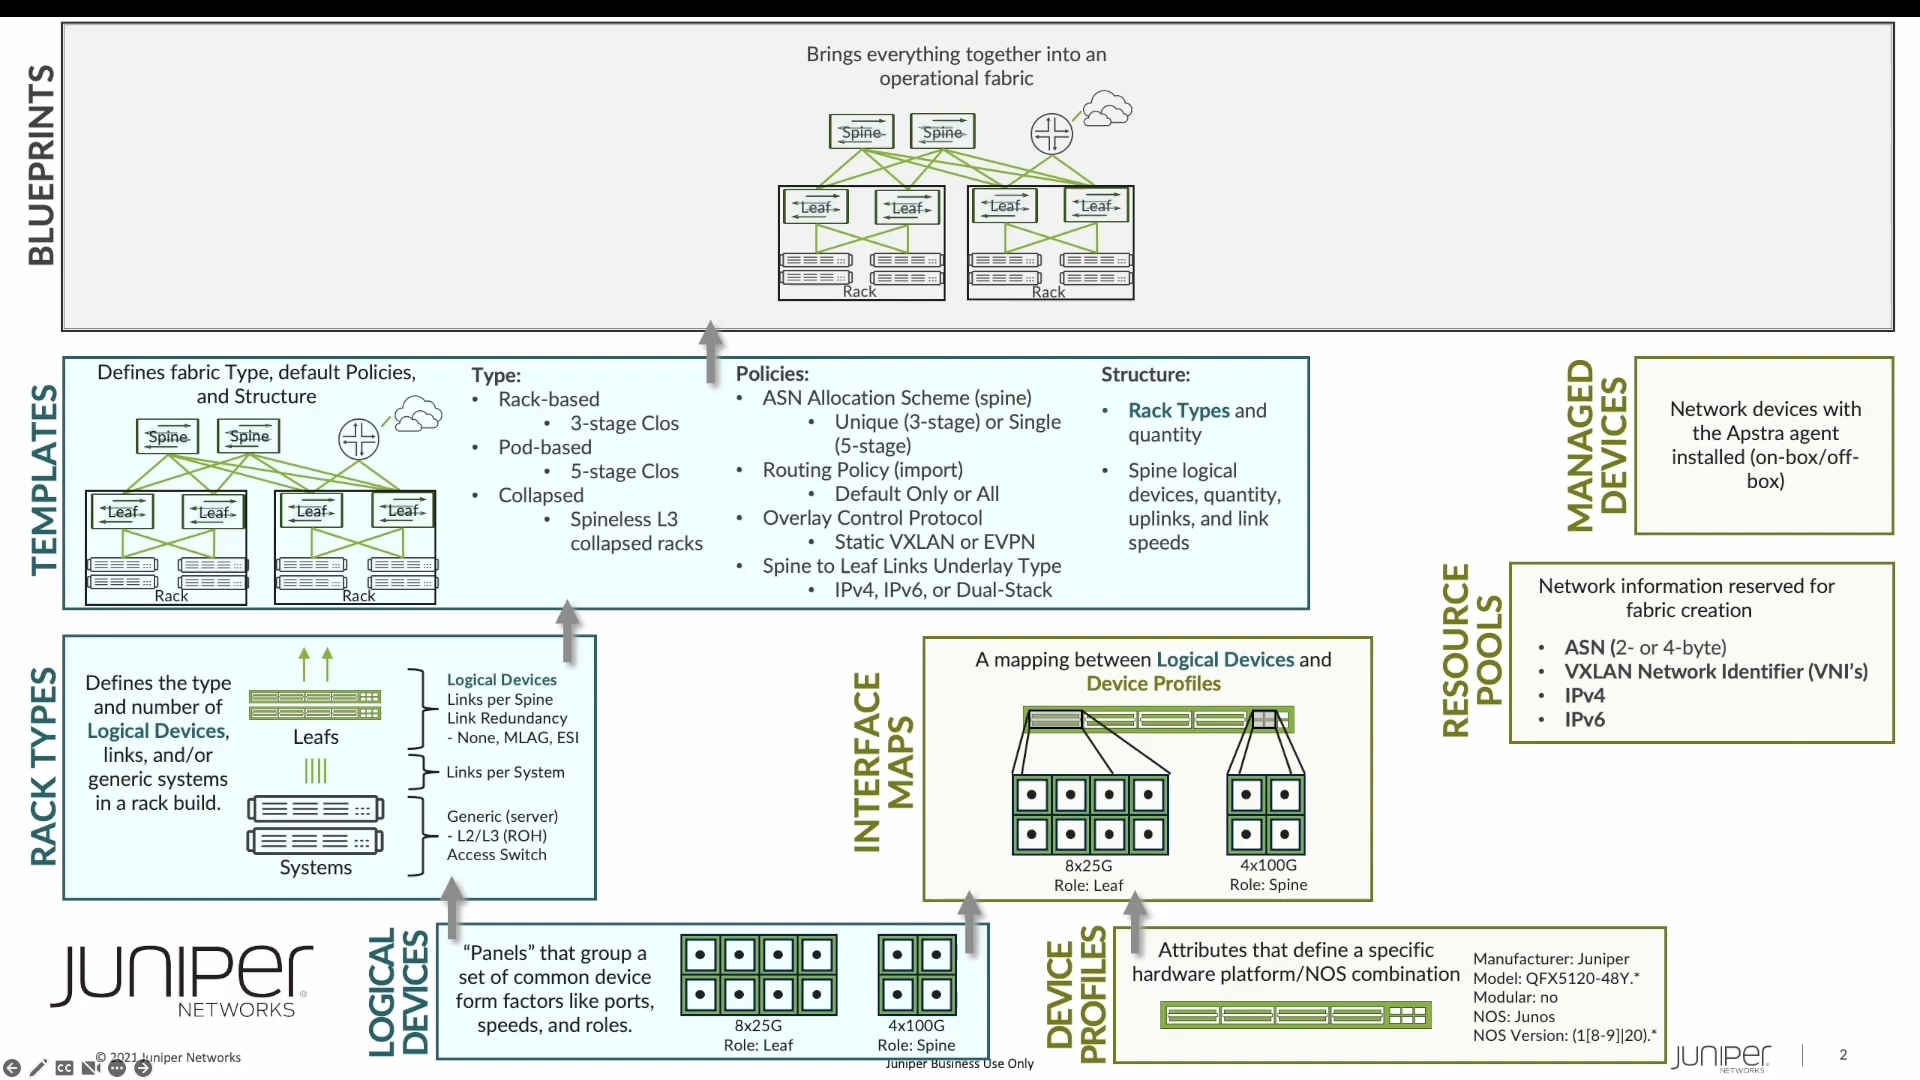 BLUEPRINTS
Brings everything together into an
operational fabric
Spine
Spine
Leaf
Leaf
Leaf
Leaf
Rack
Rack
TEMPLATES
Defines fabric Type, default Policies,
and Structure
Spine
Spine
Leaf
Leaf
Leaf
Leaf
Rack
Rack
Type:
• Rack-based
• 3-stage Clos
• Pod-based
• 5-stage Clos
• Collapsed
• Spineless L3
collapsed racks
Policies:
• ASN Allocation Scheme (spine)
• Unique (3-stage) or Single
(5-stage)
• Routing Policy (import)
• Default Only or All
• Overlay Control Protocol
• Static VXLAN or EVPN
• Spine to Leaf Links Underlay Type
• IPv4, IPv6, or Dual-Stack
Structure:
• Rack Types and
quantity
• Spine logical
devices, quantity,
uplinks, and link
speeds
MANAGED
DEVICES
Network devices with
the Apstra agent
installed (on-box/off-
box)
RESOURCE
POOLS
Network information reserved for
fabric creation
• ASN (2- or 4-byte)
• VXLAN Network Identifier (VNI's)
• IPv4
• IPv6
RACK TYPES
Defines the type
and number of
Logical Devices,
links, and/or
generic systems
in a rack build.
Leafs
Systems
Logical Devices
Links per Spine
Link Redundancy
- None, MLAG, ESI
Links per System
Generic (server)
- L2/L3 (ROH)
Access Switch
INTERFACE
MAPS
A mapping between Logical Devices and
Device Profiles
8x25G
Role: Leaf
4x100G
Role: Spine
LOGICAL
DEVICES
“Panels” that group a
set of common device
form factors like ports,
speeds, and roles.
8x25G
Role: Leaf
4x100G
Role: Spine
DEVICE
PROFILES
Attributes that define a specific
hardware platform/NOS combination
Manufacturer: Juniper
Model: QFX5120-48Y.*
Modular: no
NOS: Junos
NOS Version: (1[8-9]|20).*
JUNIPER
NETWORKS
© 2021 Juniper Networks
CC
Juniper Business Use Only
JUNIPER
NETWORKS
2